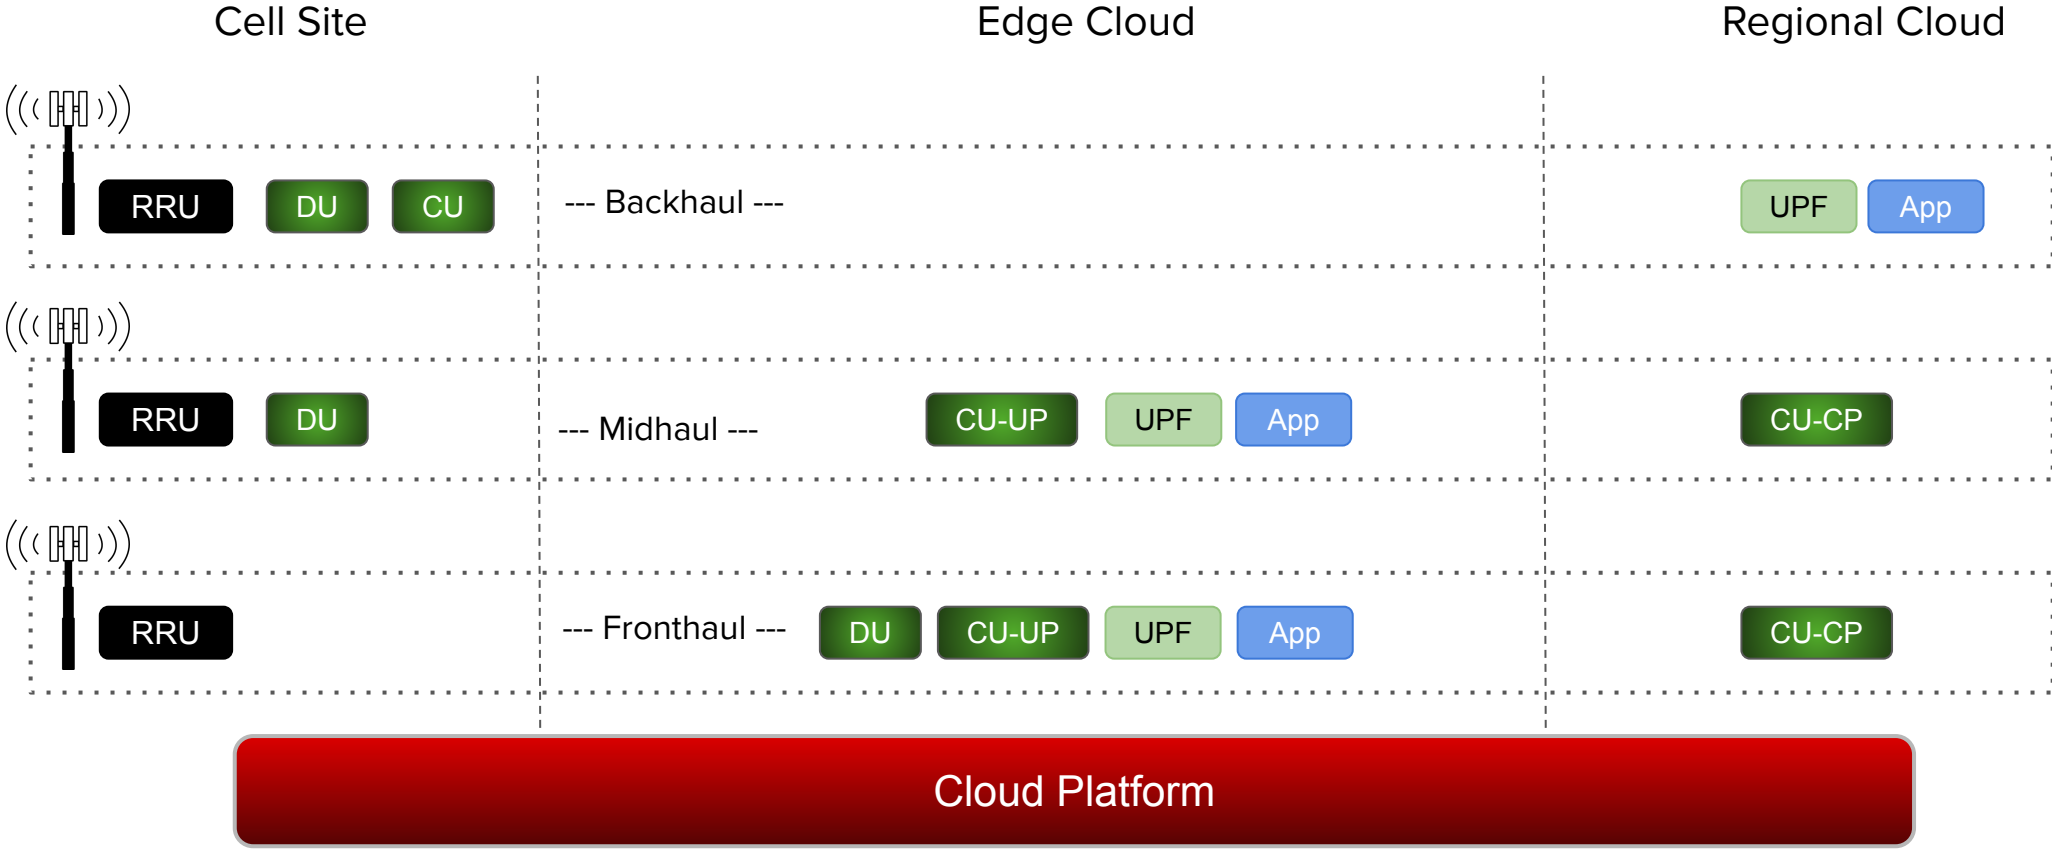 Cell Site
Edge Cloud
Regional Cloud
RRU
DU
CU
--- Backhaul ---
UPF
App
RRU
DU
--- Midhaul ---
CU-UP
UPF
App
CU-CP
RRU
--- Fronthaul ---
DU
CU-UP
UPF
App
CU-CP
Cloud Platform